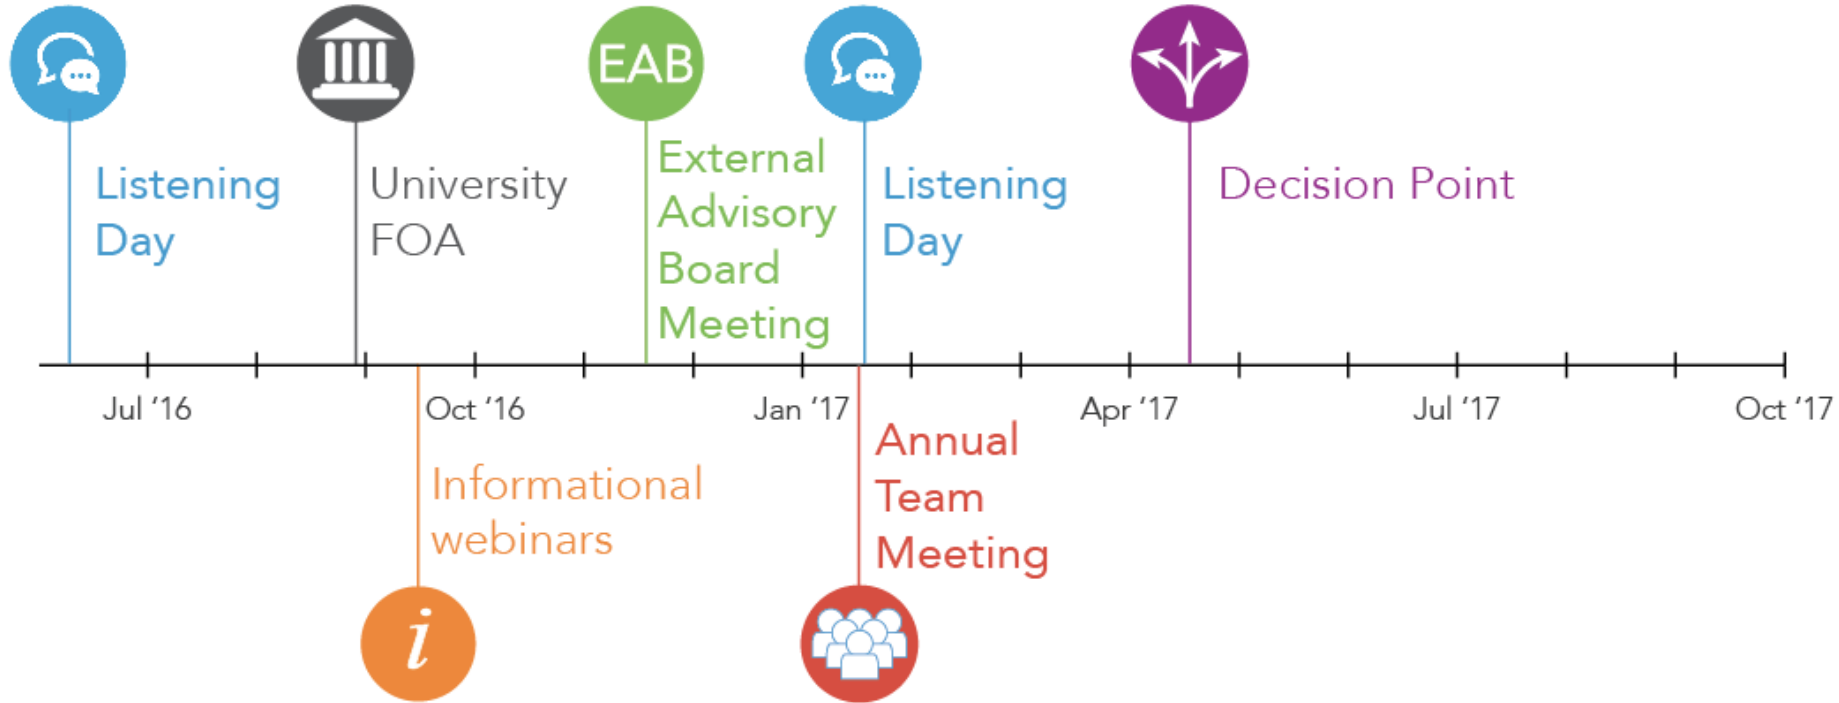 EAB
Listening
Day
University
FOA
External
Advisory
Board
Meeting
Listening
Day
Decision Point
Jul ‘16
Oct ‘16
Jan ‘17
Apr ‘17
Jul ‘17
Oct ‘17
Informational
webinars
Annual
Team
Meeting
i